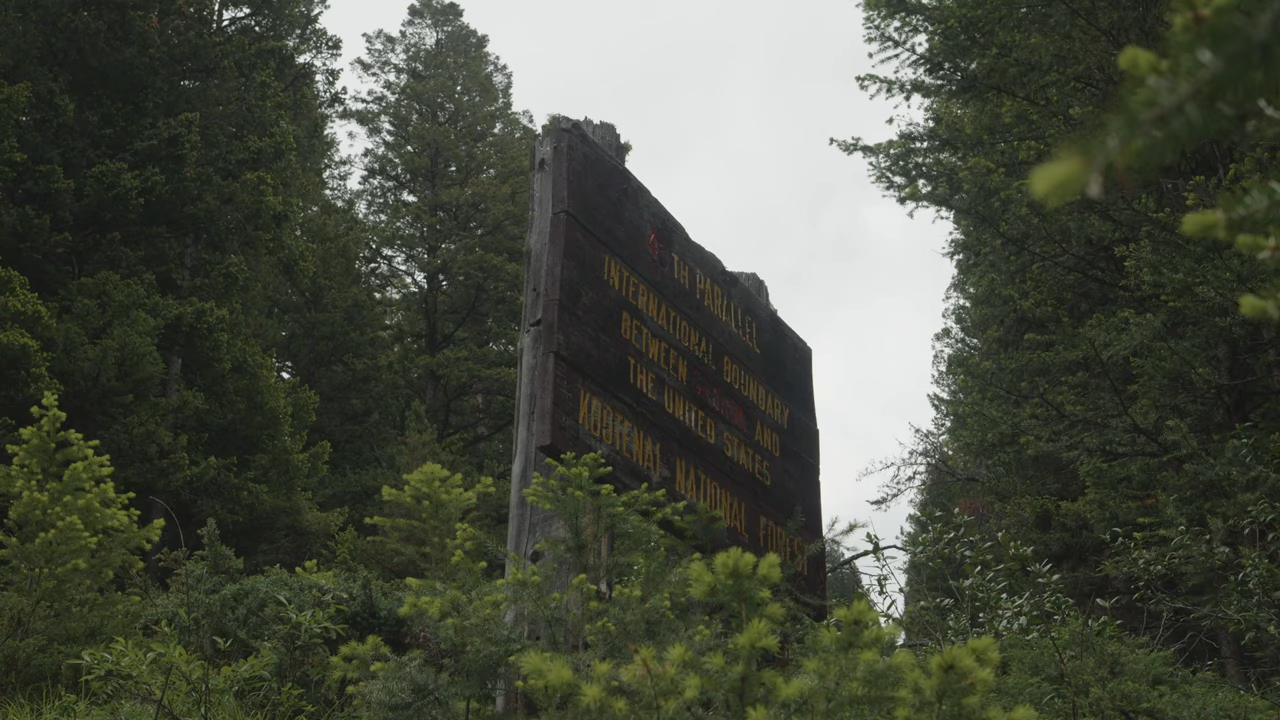 TH PARALLEL
INTERNATIONAL BOUNDARY
BETWEEN AND
THE UNITED STATES
KOOTENAI NATIONAL FOREST